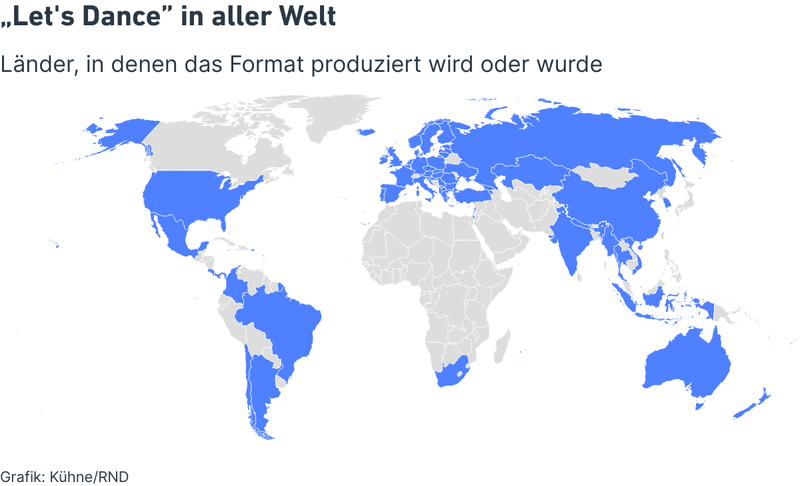 „Let's Dance” in aller Welt
Länder, in denen das Format produziert wird oder wurde
Grafik: Kühne/RND